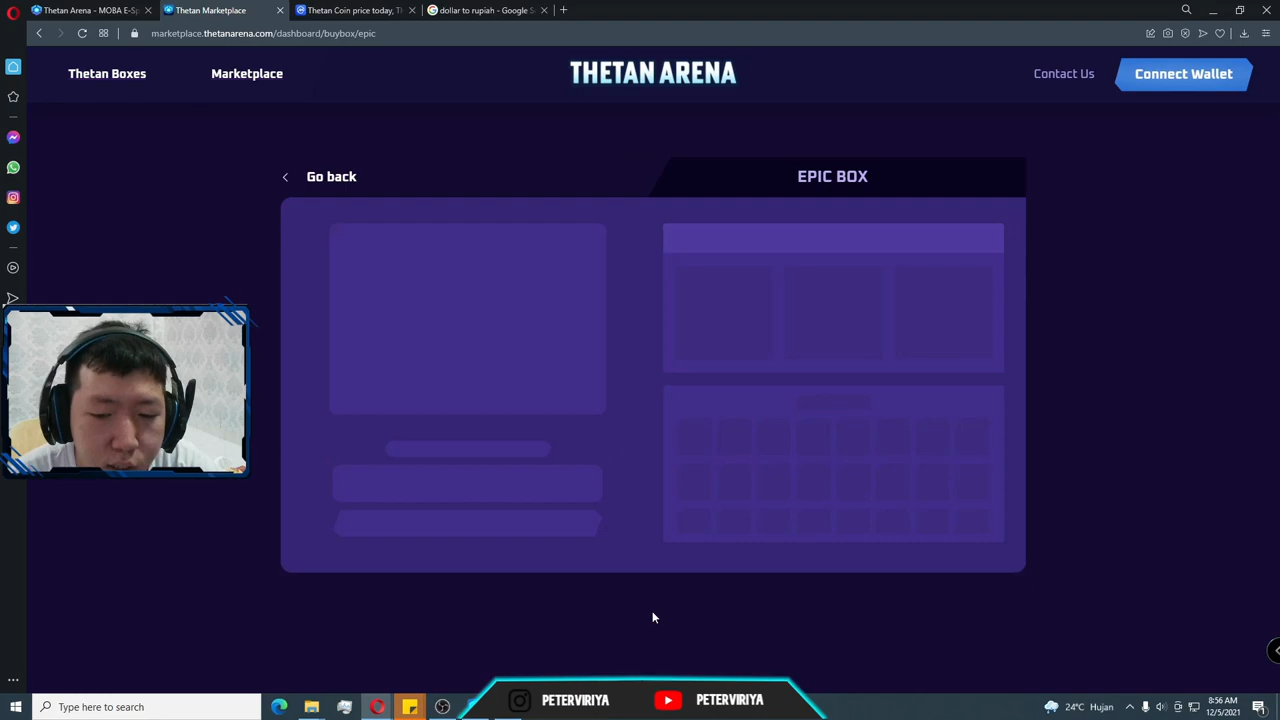 Thetan Arena - MOBA E-Sp
Thetan Marketplace
Thetan Coin price today, TH
dollar to rupiah - Google Se
marketplace.thetanarena.com/dashboard/buybox/epic
Thetan Boxes
Marketplace
THETAN ARENA
Contact Us
Connect Wallet
Go back
EPIC BOX
Type here to search
PETERVIRIYA
PETERVIRIYA
24°C Hujan
8:56 AM
12/5/2021